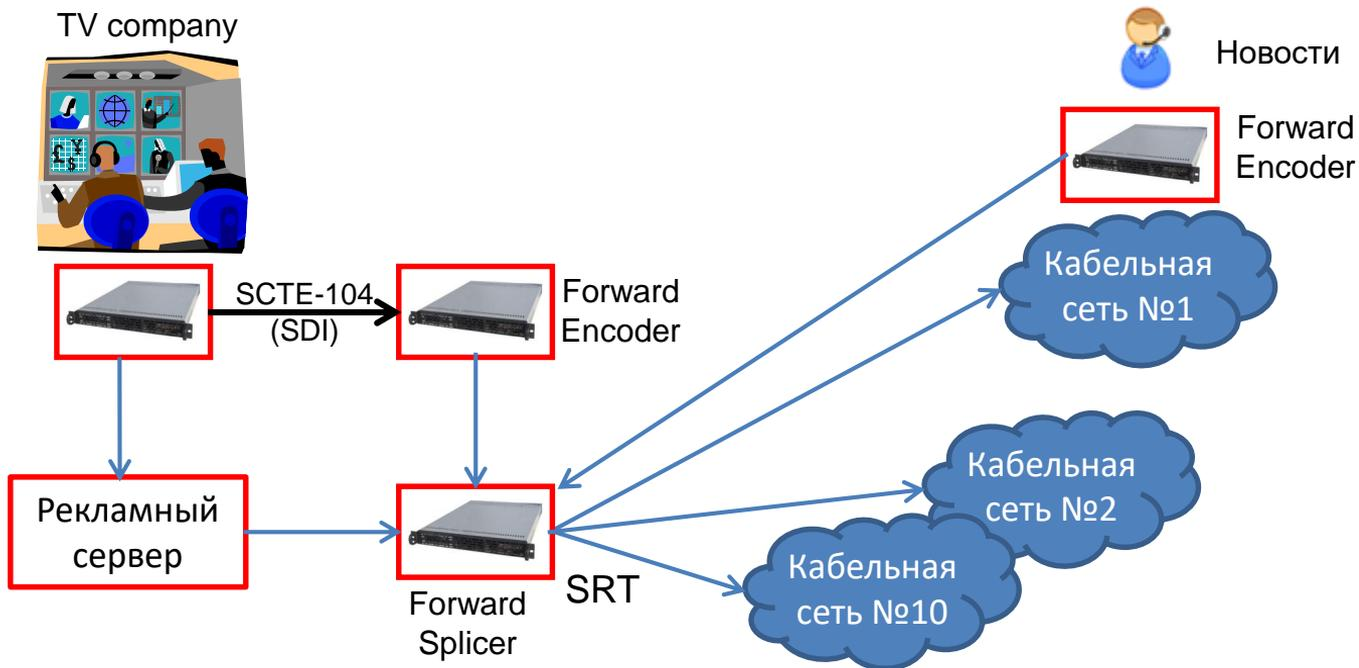 TV company
Новости
Forward
Encoder
SCTE-104
(SDI)
Forward
Encoder
Кабельная
сеть №1
Рекламный
сервер
Forward
Splicer
SRT
Кабельная
сеть №2
Кабельная
сеть №10